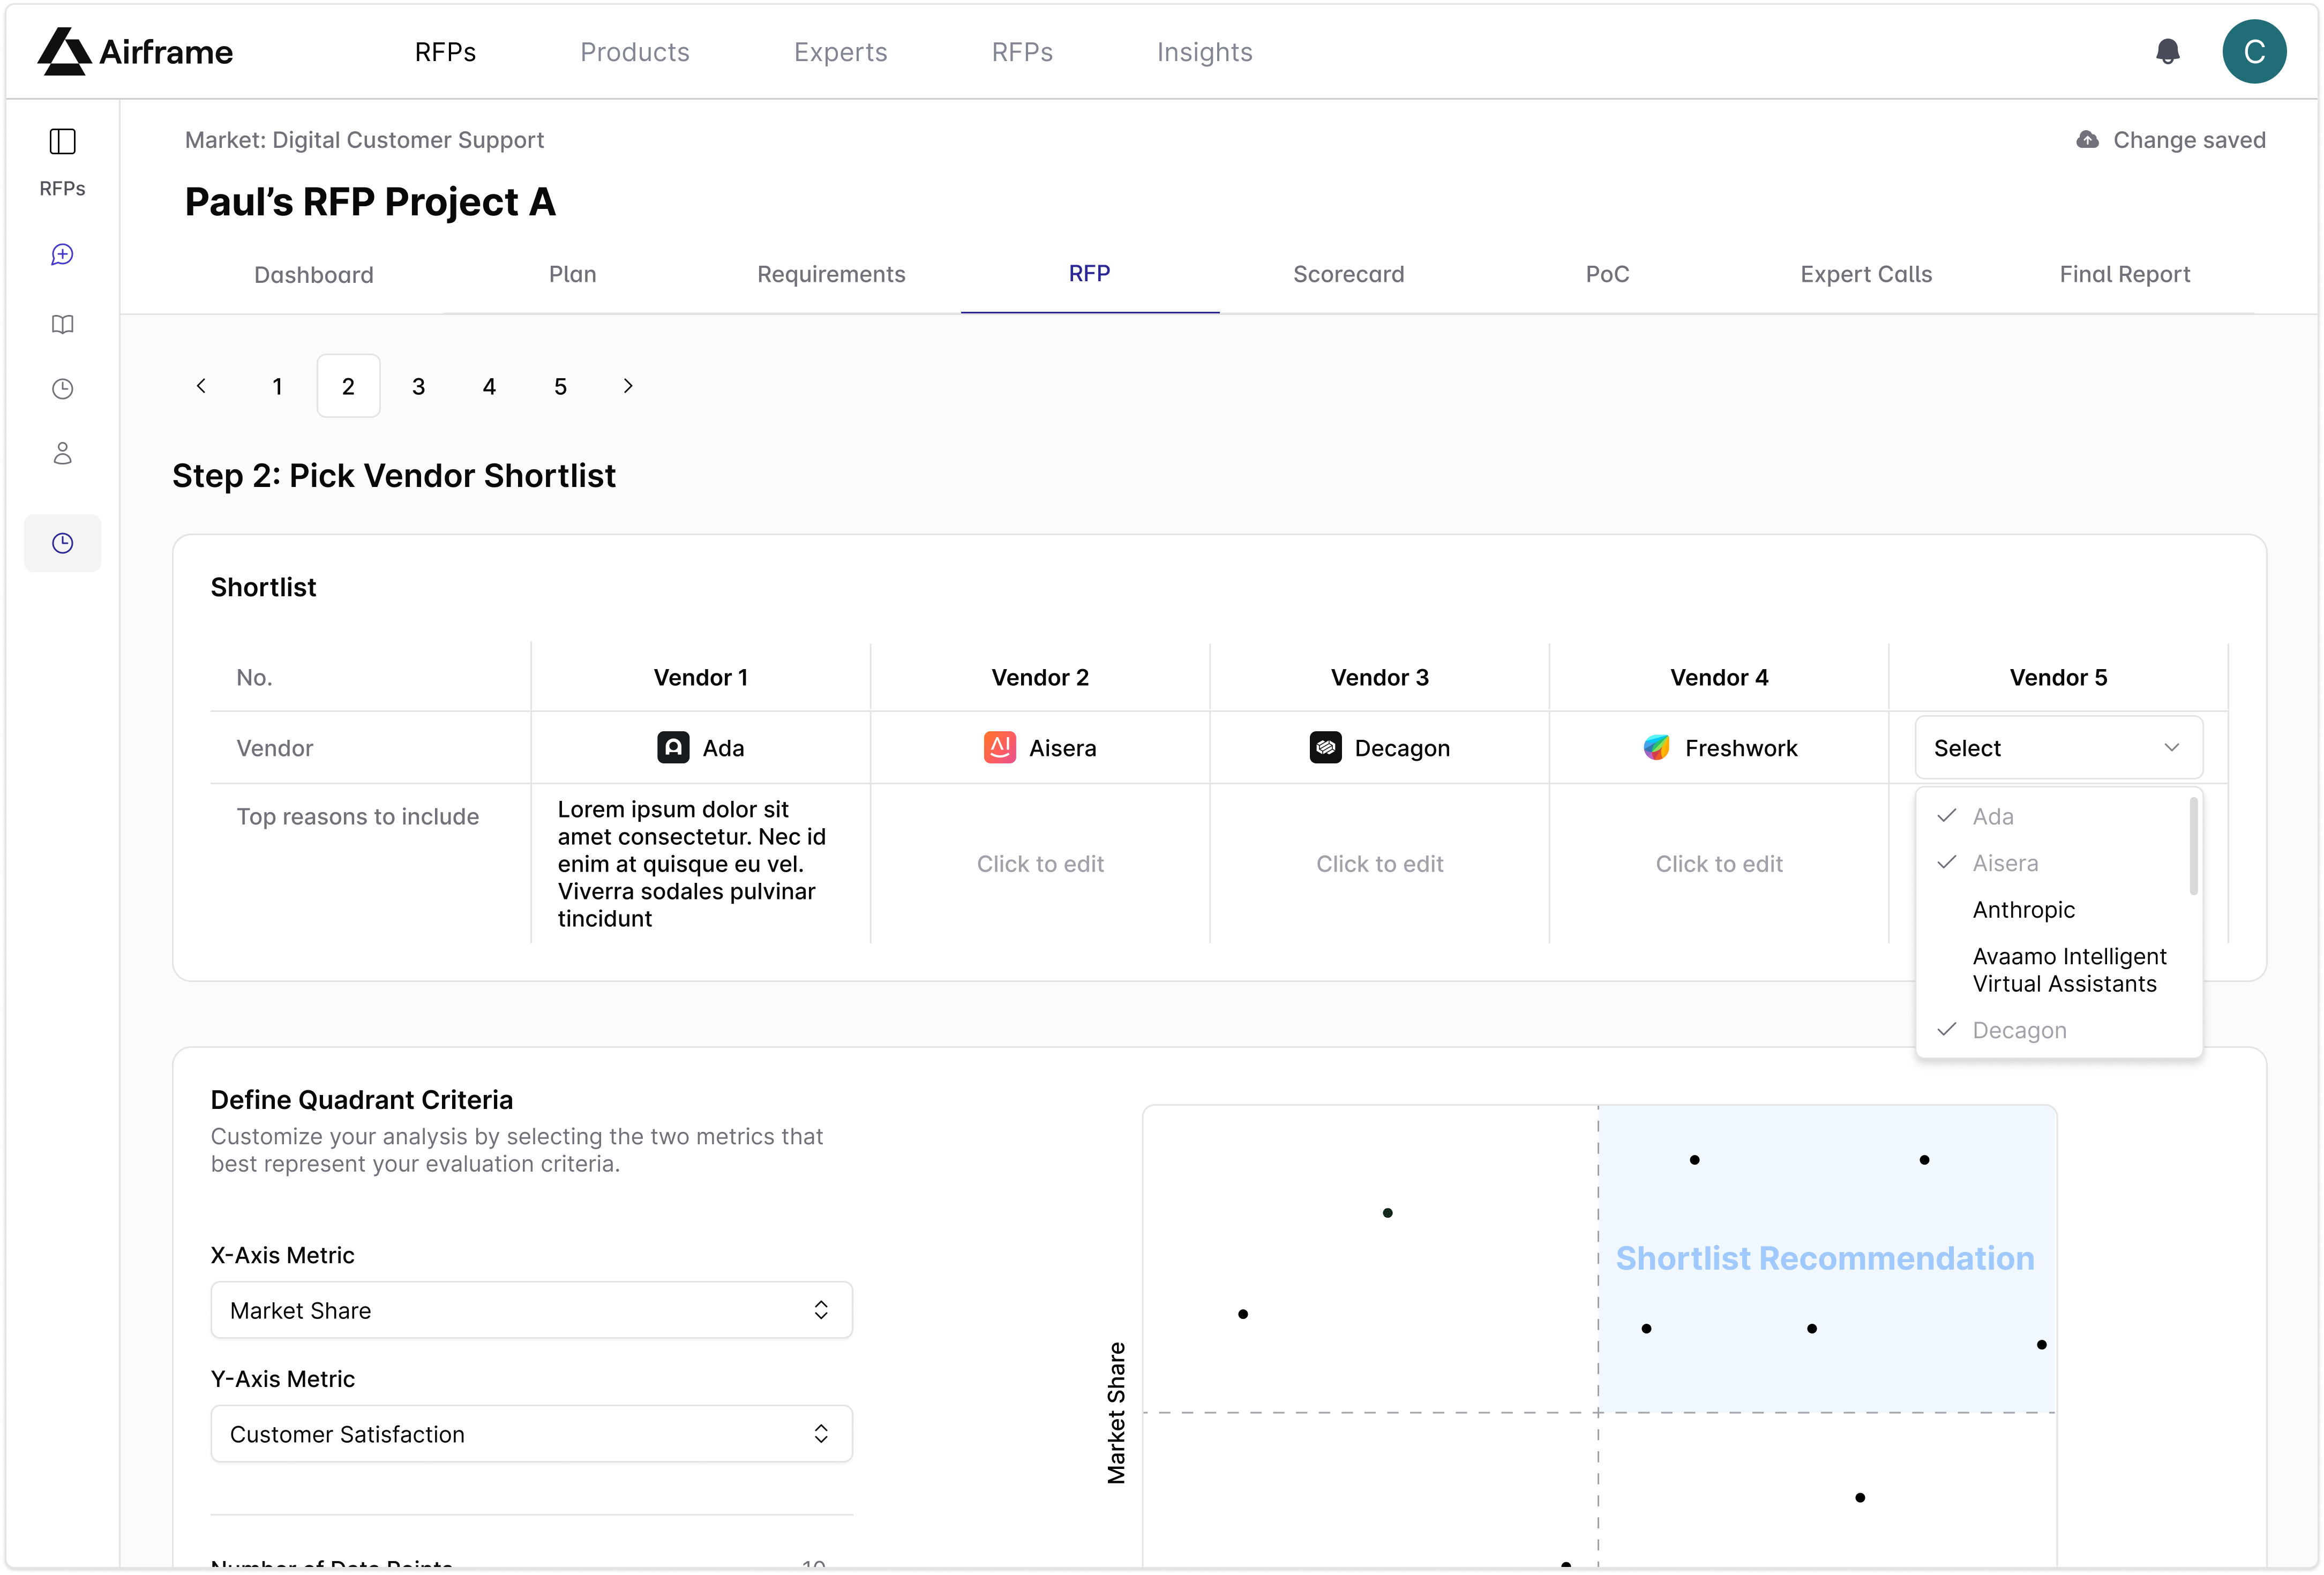 Airframe
RFPs
Products
Experts
RFPs
Insights
C
RFPs
Market: Digital Customer Support
Change saved
Paul’s RFP Project A
Dashboard
Plan
Requirements
RFP
Scorecard
PoC
Expert Calls
Final Report
1
2
3
4
5
Step 2: Pick Vendor Shortlist
Shortlist
No.
Vendor 1
Vendor 2
Vendor 3
Vendor 4
Vendor 5
Vendor
Ada
AI
Aisera
Decagon
Freshwork
Select
Top reasons to include
Lorem ipsum dolor sit
amet consectetur. Nec id
enim at quisque eu vel.
Viverra sodales pulvinar
tincidunt
Click to edit
Click to edit
Click to edit
Ada
Aisera
Anthropic
Avaamo Intelligent
Virtual Assistants
Decagon
Define Quadrant Criteria
Customize your analysis by selecting the two metrics that
best represent your evaluation criteria.
X-Axis Metric
Market Share
Y-Axis Metric
Customer Satisfaction
Number of Data Points
10
Shortlist Recommendation
Market Share